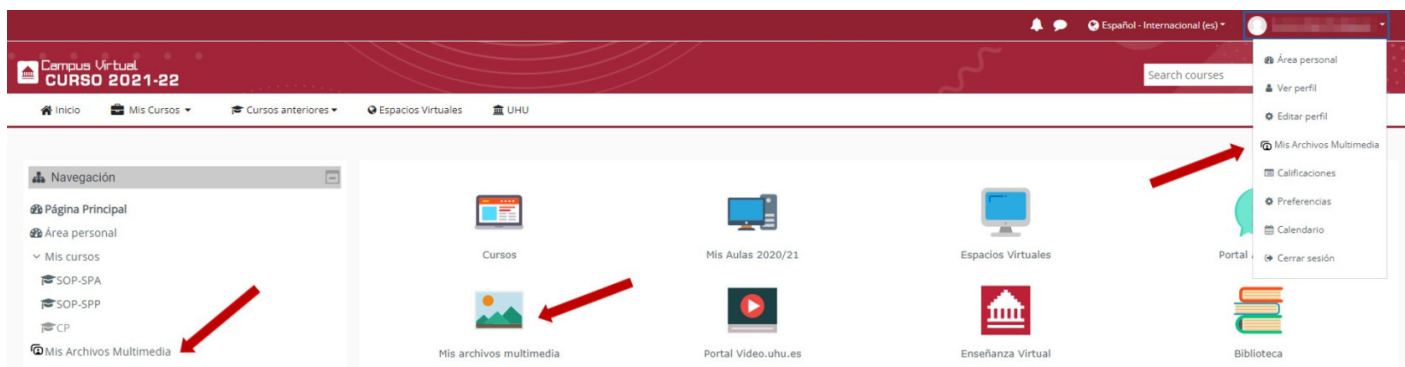 Español - Internacional (es)
Campus Virtual
CURSO 2021-22
Search courses
Inicio
Mis Cursos
Cursos anteriores
Espacios Virtuales
UHU
Área personal
Ver perfil
Editar perfil
Mis Archivos Multimedia
Calificaciones
Preferencias
Calendario
Cerrar sesión
Navegación
Página Principal
Área personal
Mis cursos
SOP-SPA
SOP-SPP
CP
Mis Archivos Multimedia
Cursos
Mis Aulas 2020/21
Espacios Virtuales
Portal
Mis archivos multimedia
Portal Video.uhu.es
Enseñanza Virtual
Biblioteca